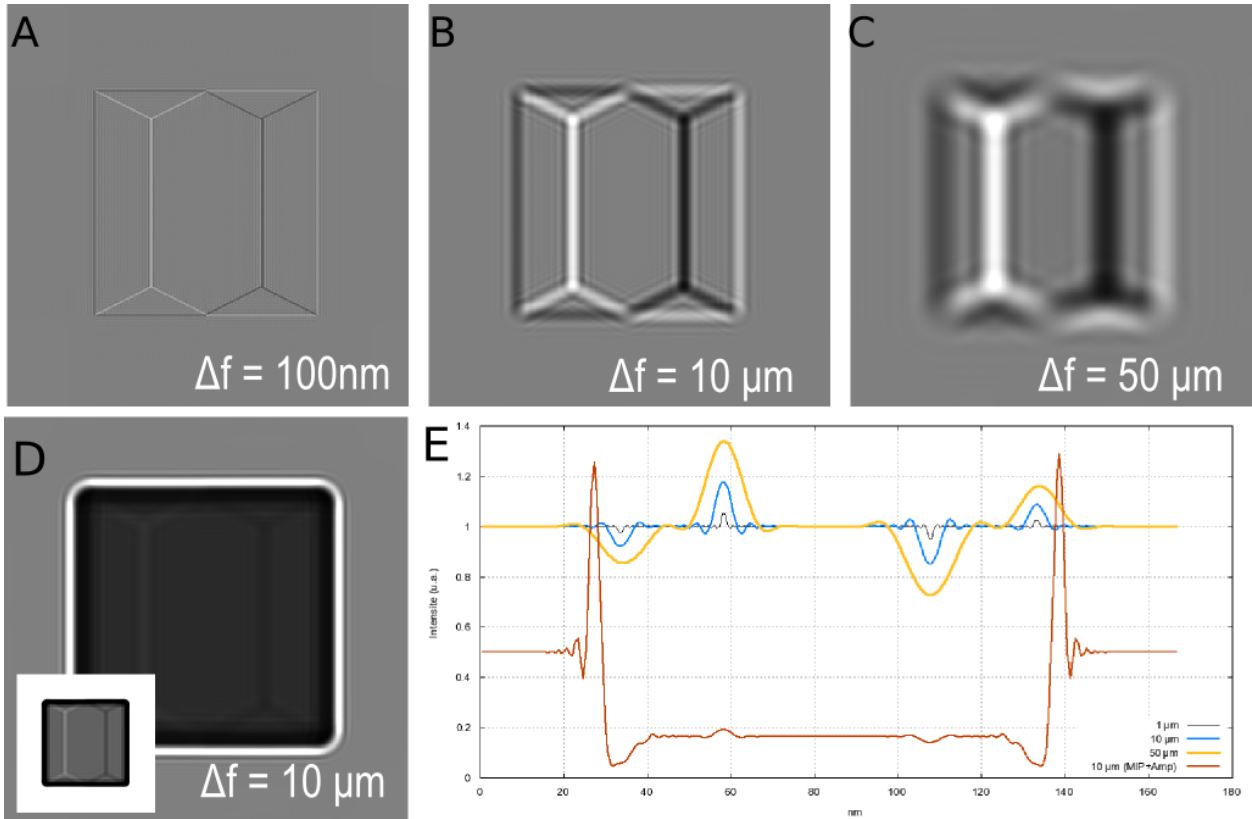 A
B
C
Δf = 100nm
Δf = 10 µm
Δf = 50 µm
D
Δf = 10 µm
E
1.4
1.2
1
0.8
0.6
0.4
0.2
0
Intensite (u.a.)
1 µm
10 µm
50 µm
10 µm (MIP+Amp)
0
20
40
60
80
100
120
140
160
180
nm